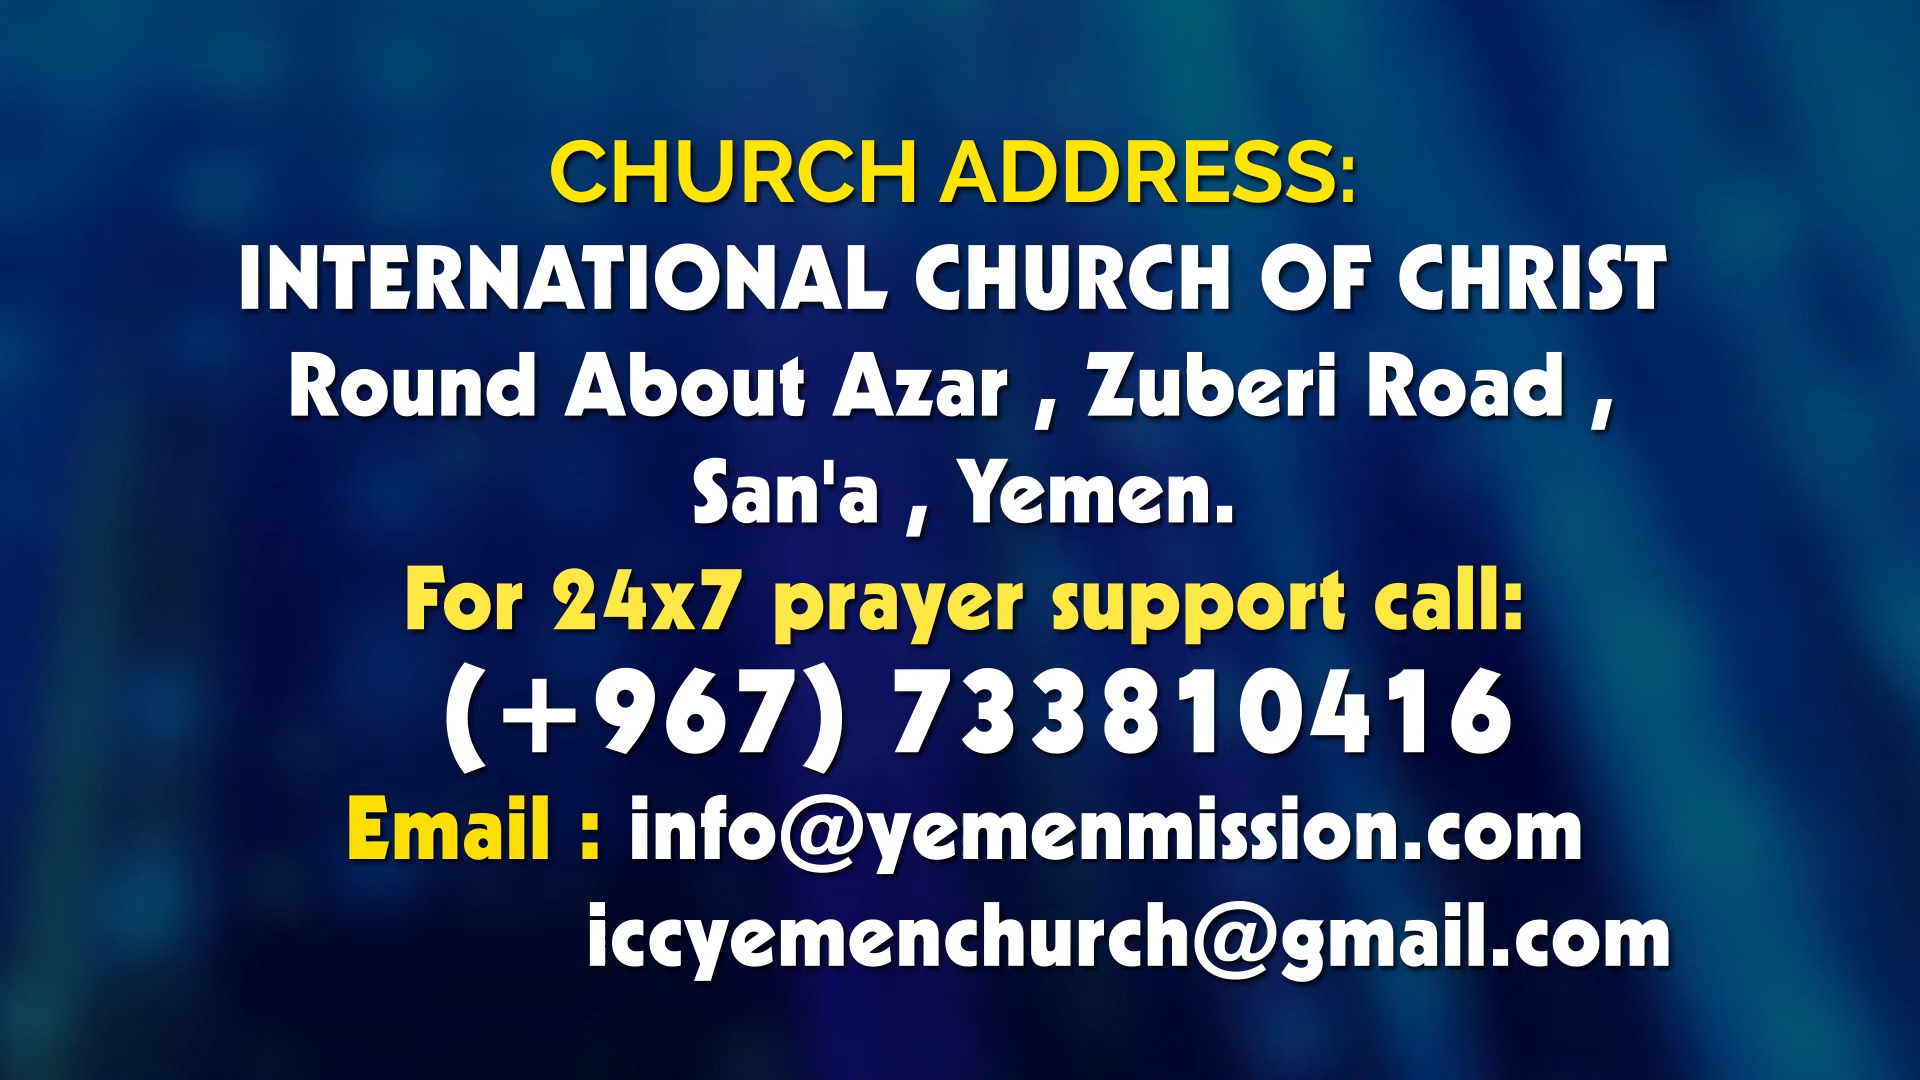 CHURCH ADDRESS:
INTERNATIONAL CHURCH OF CHRIST
Round About Azar , Zuberi Road ,
San'a , Yemen.
For 24x7 prayer support call:
(+967) 733810416
Email : info@yemenmission.com
iccyemenchurch@gmail.com